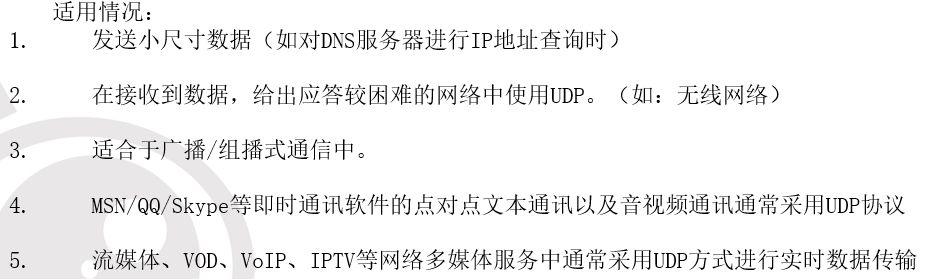 适用情况：
1. 发送小尺寸数据（如对DNS服务器进行IP地址查询时）
2. 在接收到数据，给出应答较困难的网络中使用UDP。（如：无线网络）
3. 适合于广播/组播式通信中。
4. MSN/QQ/Skype等即时通讯软件的点对点文本通讯以及音视频通讯通常采用UDP协议
5. 流媒体、VOD、VoIP、IPTV等网络多媒体服务中通常采用UDP方式进行实时数据传输